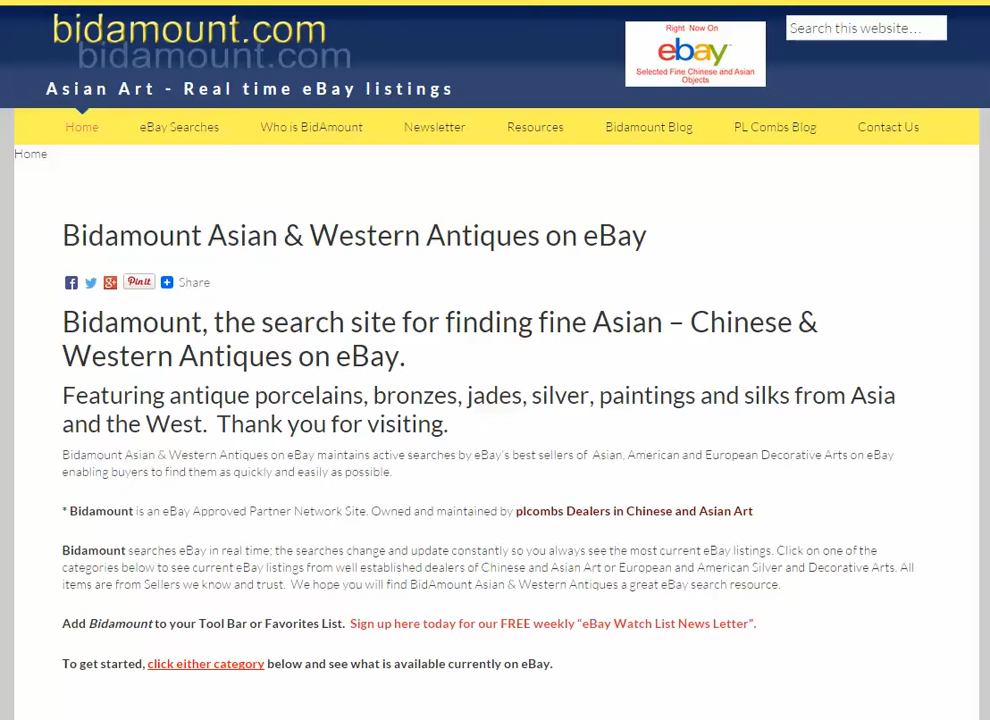 bidamount.com
bidamount.com
Asian Art - Real time eBay listings
Right Now On
ebay
Selected Fine Chinese and Asian
Objects
Search this website…
Home
eBay Searches
Who is BidAmount
Newsletter
Resources
Bidamount Blog
PL Combs Blog
Contact Us
Home
Bidamount Asian & Western Antiques on eBay
Pin it
Share
Bidamount, the search site for finding fine Asian – Chinese &
Western Antiques on eBay.
Featuring antique porcelains, bronzes, jades, silver, paintings and silks from Asia
and the West.  Thank you for visiting.
Bidamount Asian & Western Antiques on eBay maintains active searches by eBay's best sellers of  Asian, American and European Decorative Arts on eBay
enabling buyers to find them as quickly and easily as possible.
* Bidamount is an eBay Approved Partner Network Site. Owned and maintained by plcombs Dealers in Chinese and Asian Art
Bidamount searches eBay in real time; the searches change and update constantly so you always see the most current eBay listings. Click on one of the
categories below to see current eBay listings from well established dealers of Chinese and Asian Art or European and American Silver and Decorative Arts. All
items are from Sellers we know and trust.  We hope you will find BidAmount Asian & Western Antiques a great eBay search resource.
Add Bidamount to your Tool Bar or Favorites List.  Sign up here today for our FREE weekly “eBay Watch List News Letter”.
To get started, click either category below and see what is available currently on eBay.